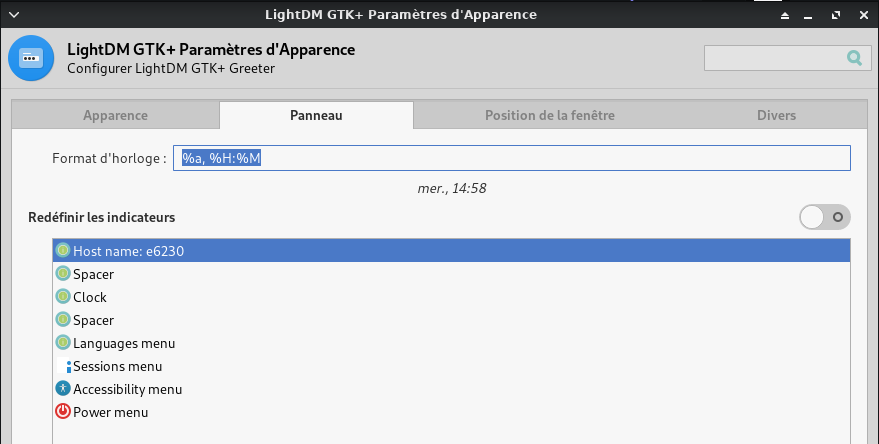 LightDM GTK+ Paramètres d'Apparence
LightDM GTK+ Paramètres d'Apparence
Configurer LightDM GTK+ Greeter
Apparence Panneau Position de la fenêtre Divers
Format d'horloge : %a, %H:%M
mer., 14:58
Redéfinir les indicateurs
Host name: e6230
Spacer
Clock
Spacer
Languages menu
Sessions menu
Accessibility menu
Power menu